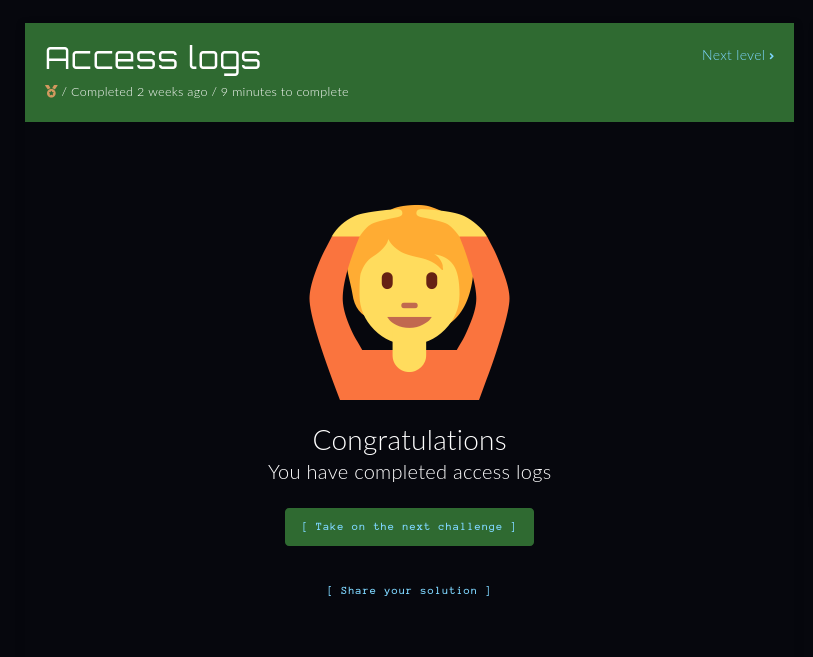 Access logs
Next level ›
/ Completed 2 weeks ago / 9 minutes to complete
Congratulations
You have completed access logs
[ Take on the next challenge ]
[ Share your solution ]